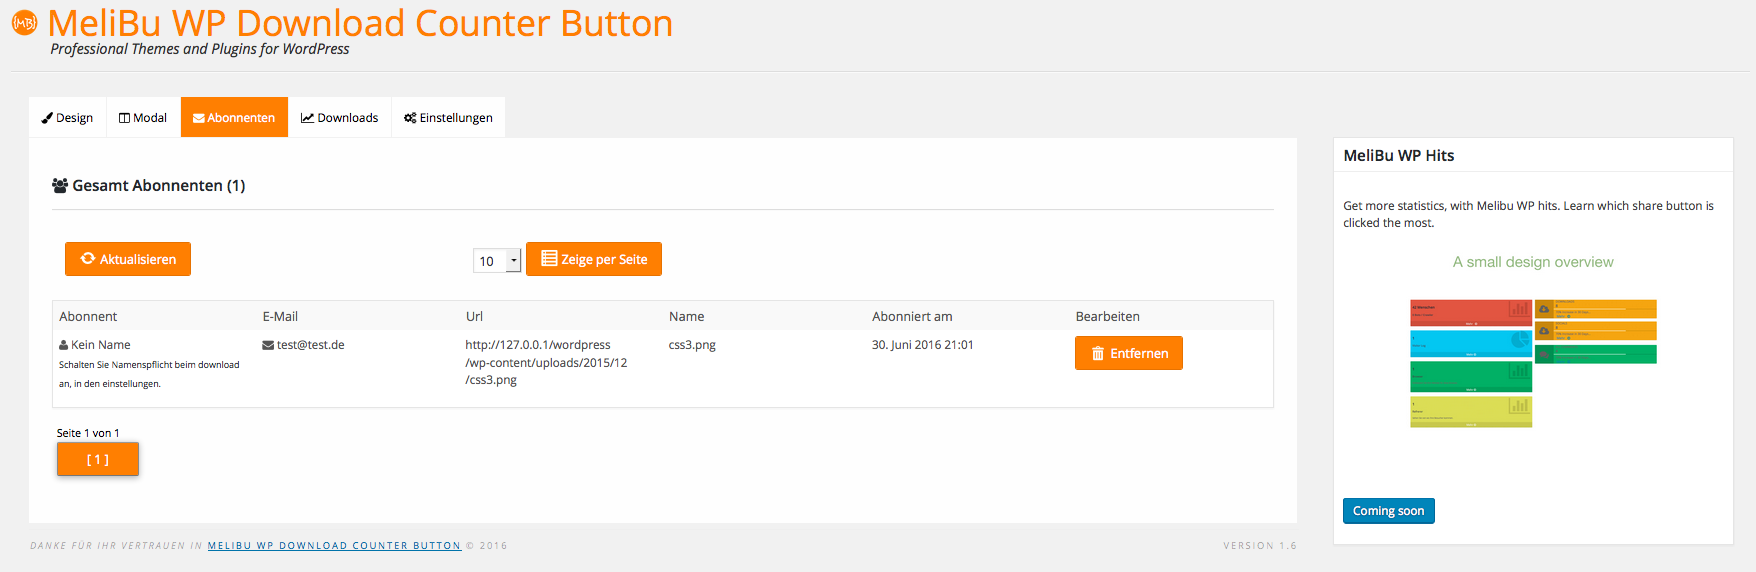 {MB}
MeliBu WP Download Counter Button
Professional Themes and Plugins for WordPress
Design
Modal
Abonnenten
Downloads
Einstellungen
Gesamt Abonnenten (1)
Aktualisieren
10
Zeige per Seite
Abonnent E-Mail Url Name Abonniert am Bearbeiten
Kein Name
Schalten Sie Namenspflicht beim download
an, in den einstellungen.
test@test.de
http://127.0.0.1/wordpress
/wp-content/uploads/2015/12
/css3.png
css3.png
30. Juni 2016 21:01
Entfernen
Seite 1 von 1
[ 1 ]
DANKE FÜR IHR VERTRAUEN IN MELIBU WP DOWNLOAD COUNTER BUTTON © 2016
VERSION 1.6
MeliBu WP Hits
Get more statistics, with Melibu WP hits. Learn which share button is
clicked the most.
A small design overview
Coming soon